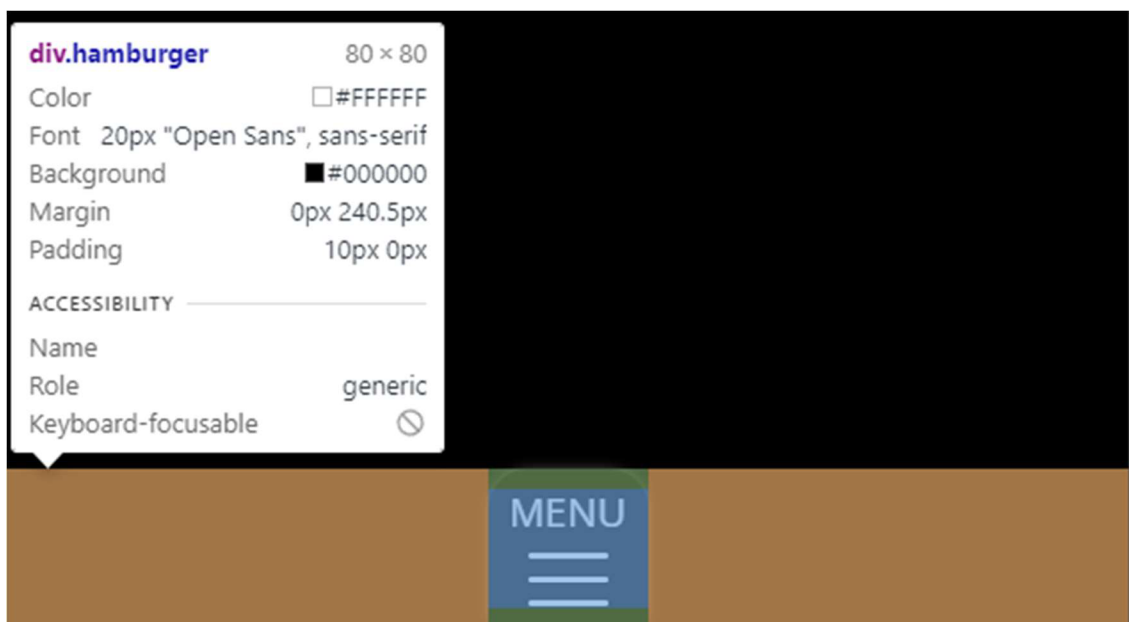 div.hamburger 80 × 80
Color #FFFFFF
Font 20px "Open Sans", sans-serif
Background #000000
Margin 0px 240.5px
Padding 10px 0px
ACCESSIBILITY
Name
Role generic
Keyboard-focusable
MENU